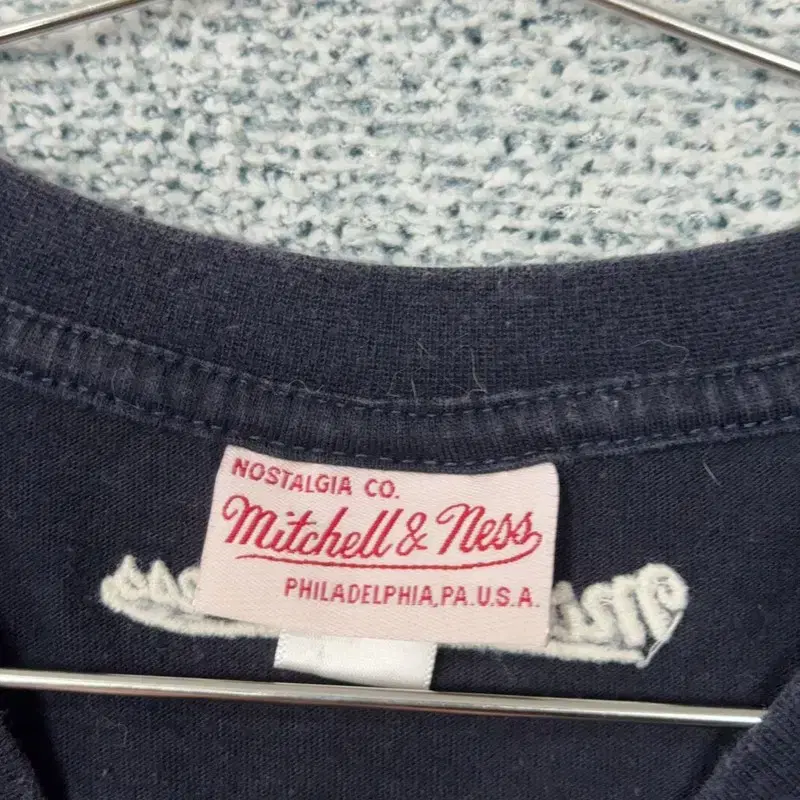 NOSTALGIA CO.
Mitchell & Ness
PHILADELPHIA, PA. U.S.A.